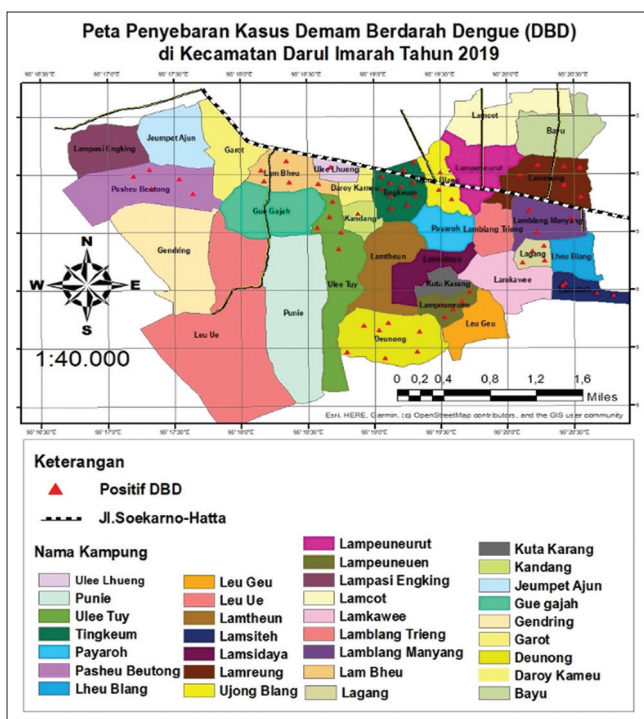 Peta Penyebaran Kasus Demam Berdarah Dengue (DBD)
di Kecamatan Darul Imarah Tahun 2019
Lampasi Engking
Jeumpet Ajun
Garot
Lamcot
Bayu
Lam Bheu
Ulee Lhueng
Lampeuneurut
Lamreung
Pasheu Beutong
Daroy Kameu
Gue Gajah
Kandang
Payaroh
Lamblang Trieng
Lamblang Manyang
Gendring
Lamtheun
Lamsidaya
Lagang
Lheu Blang
Ulee Tuy
Kuta Karang
Lamkawee
Punie
Lampeuneuen
Leu Ue
Leu Geu
Deunong
N
W
E
S
1:40.000
0
0,2
0,4
0,8
1,2
1,6
Miles
Esri, HERE, Garmin, (c) OpenStreetMap contributors, and the GIS user community
Keterangan
Positif DBD
Jl.Soekarno-Hatta
Nama Kampung
Ulee Lhueng
Punie
Ulee Tuy
Tingkeum
Payaroh
Pasheu Beutong
Lheu Blang
Leu Geu
Leu Ue
Lamtheun
Lamsiteh
Lamsidaya
Lamreung
Ujong Blang
Lampeuneurut
Lampeuneuen
Lampasi Engking
Lamcot
Lamkawee
Lamblang Trieng
Lamblang Manyang
Lam Bheu
Lagang
Kuta Karang
Kandang
Jeumpet Ajun
Gue gajah
Gendring
Garot
Deunong
Daroy Kameu
Bayu